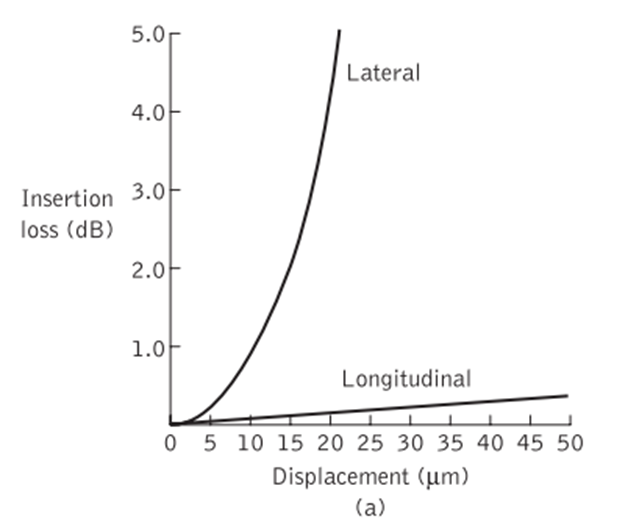 5.0
Lateral
4.0
Insertion
loss (dB)
3.0
2.0
1.0
Longitudinal
0 5 10 15 20 25 30 35 40 45 50
Displacement (μm)
(a)